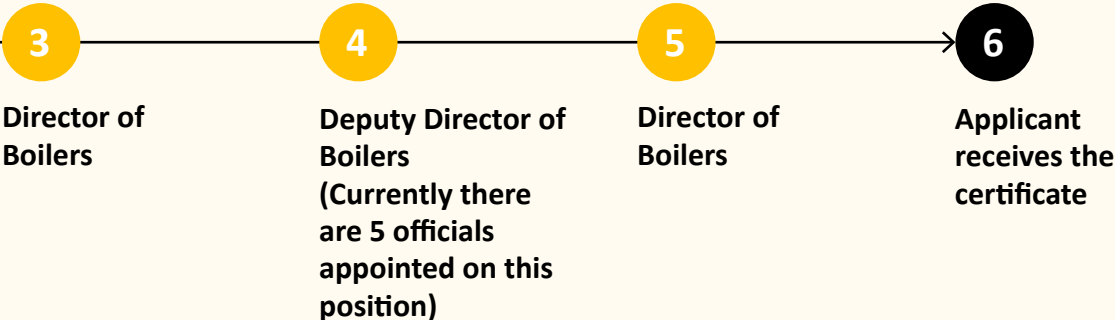 3
4
5
6
Director of
Boilers
Deputy Director of
Boilers
(Currently there
are 5 officials
appointed on this
position)
Director of
Boilers
Applicant
receives the
certificate